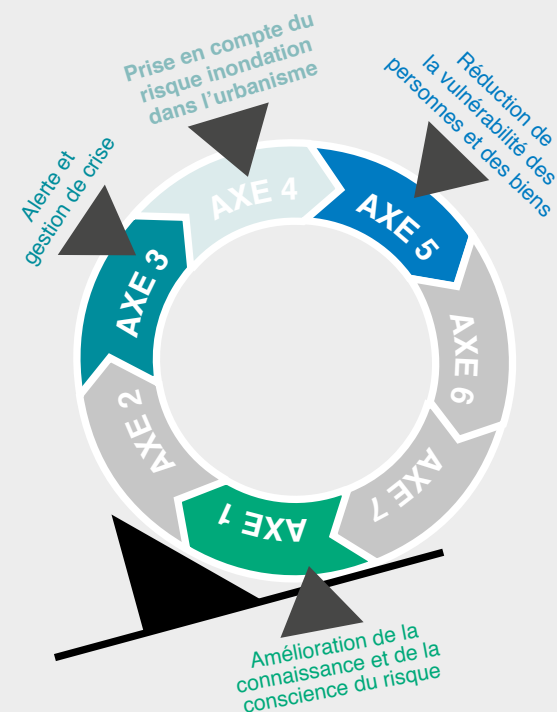 Prise en compte du
risque inondation
dans l’urbanisme
Réduction de
la vulnérabilité des
personnes et des biens
Alerte et
gestion de crise
AXE 4
AXE 5
AXE 3
AXE 6
AXE 2
AXE 7
AXE 1
Amélioration de la
connaissance et de la
conscience du risque